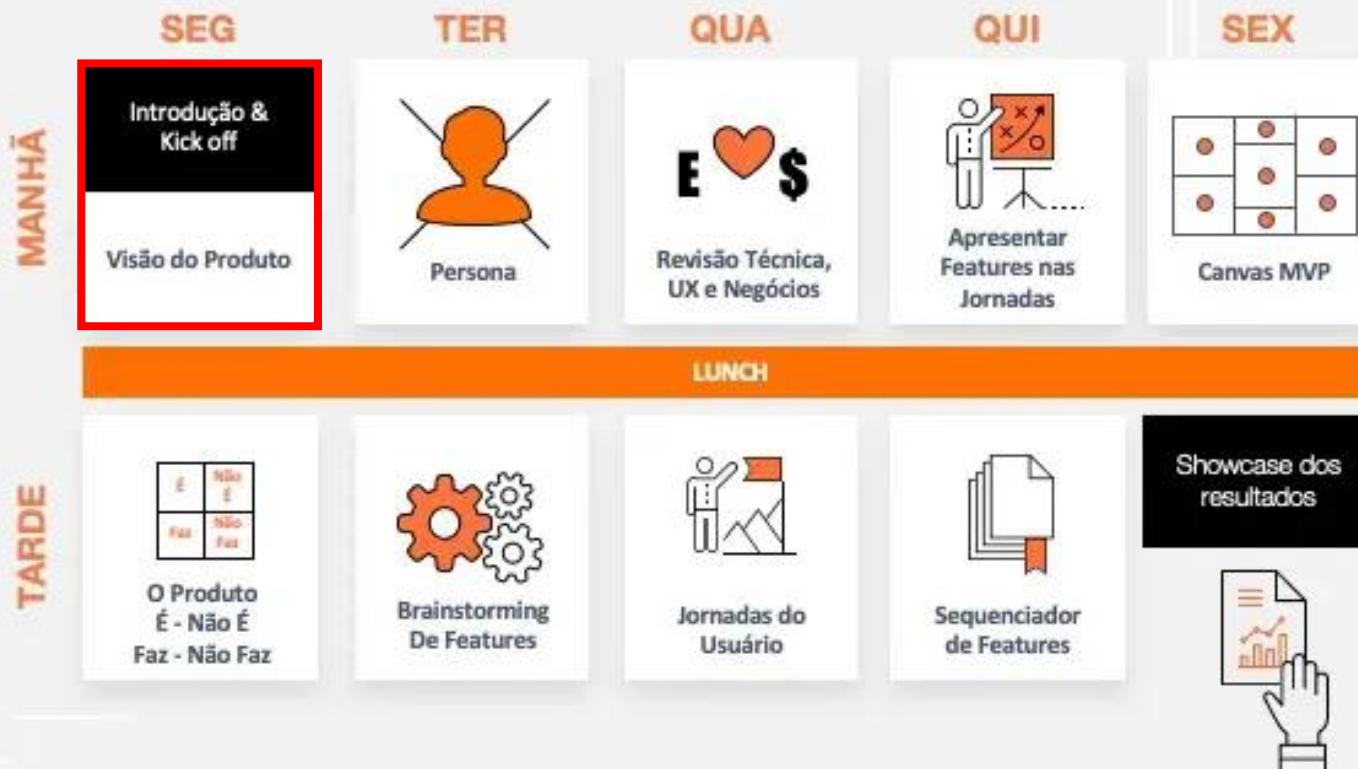 SEG
TER
QUA
QUI
SEX
MANHÃ
Introdução &
Kick off
Visão do Produto
Persona
E $
Revisão Técnica,
UX e Negócios
Apresentar
Features nas
Jornadas
Canvas MVP
LUNCH
TARDE
É
Não
É
Faz
Não
Faz
O Produto
É - Não É
Faz - Não Faz
Brainstorming
De Features
Jornadas do
Usuário
Sequenciador
de Features
Showcase dos
resultados